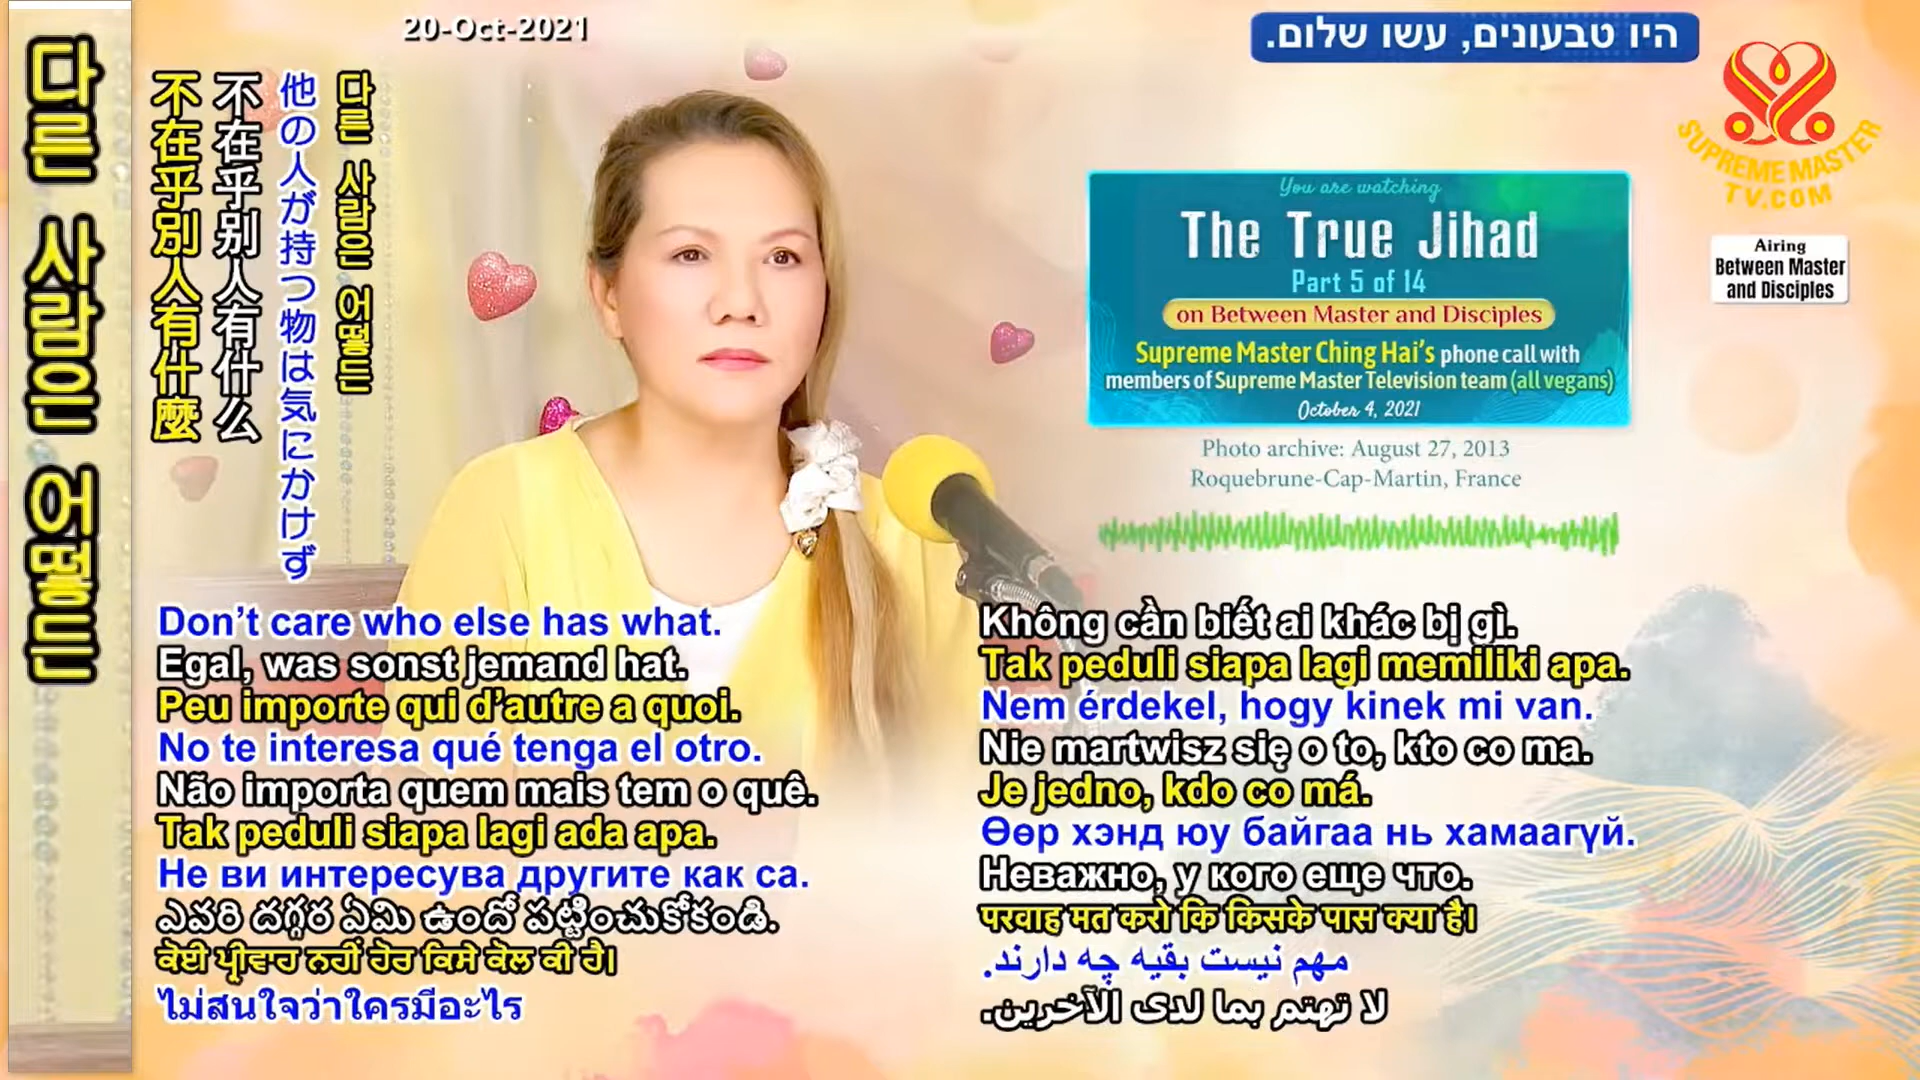 20-Oct-2021
היו טבעונים, עשו שלום.
SUPREME MASTER
TV.COM
Airing
Between Master
and Disciples
You are watching
The True Jihad
Part 5 of 14
on Between Master and Disciples
Supreme Master Ching Hai's phone call with
members of Supreme Master Television team (all vegans)
October 4, 2021
Photo archive: August 27, 2013
Roquebrune-Cap-Martin, France
다른 사람은 어떻든
다른 사람은 어떻든
他の人が持つ物は気にかけず
不在乎别人有什么
不在乎別人有什麼
Don't care who else has what.
Egal, was sonst jemand hat.
Peu importe qui d'autre a quoi.
No te interesa qué tenga el otro.
Não importa quem mais tem o quê.
Tak peduli siapa lagi ada apa.
Не ви интересува другите как са.
ఎవరి దగ్గర ఏమి ఉందో పట్టించుకోకండి.
ਕੋਈ ਪ੍ਰੀਵਾਹ ਨਹੀਂ ਹੋਰ ਕਿਸੇ ਕੋਲ ਕੀ ਹੈ।
ไม่สนใจว่าใครมีอะไร
Không cần biết ai khác bị gì.
Tak peduli siapa lagi memiliki apa.
Nem érdekel, hogy kinek mi van.
Nie martwisz się o to, kto co ma.
Je jedno, kdo co má.
Өөр хэнд юу байгаа нь хамаагүй.
Неважно, у кого еще что.
परवाह मत करो कि किसके पास क्या है।
مهم نیست بقیه چه دارند.
لا تهتم بما لدى الآخرين.